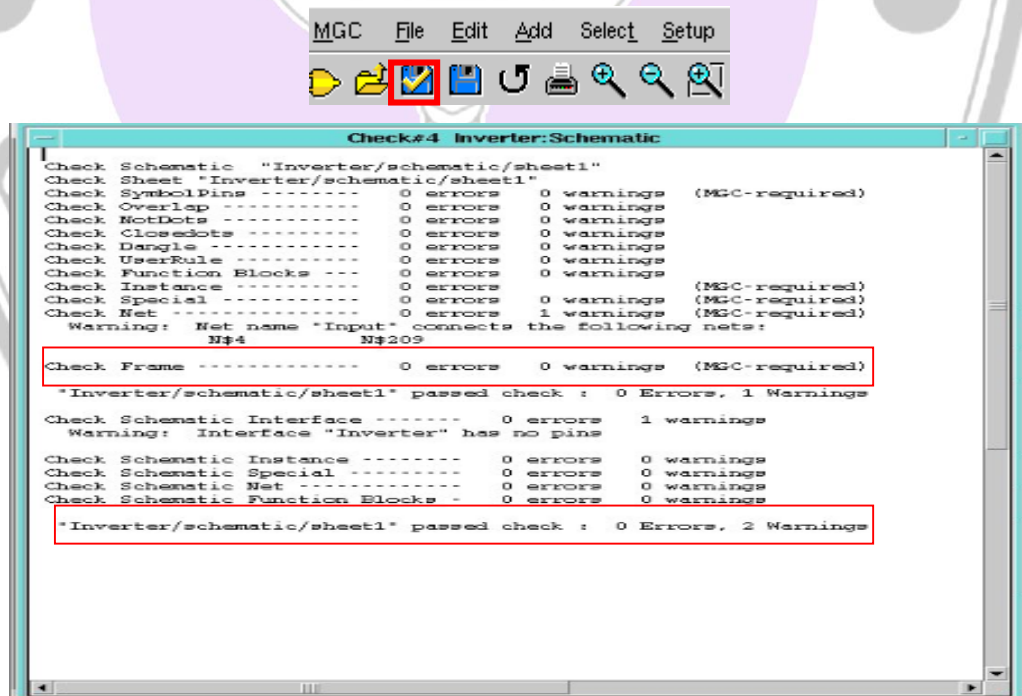 MGC File Edit Add Select Setup
Check#4 Inverter:Schematic
Check Schematic "Inverter/schematic/sheet1"
Check Sheet "Inverter/schematic/sheet1"
Check SymbolPins -------- 0 errors 0 warnings (MGC-required)
Check Overlap ----------- 0 errors 0 warnings
Check NotDots ----------- 0 errors 0 warnings
Check Closedots --------- 0 errors 0 warnings
Check Dangle ------------ 0 errors 0 warnings
Check UserRule ---------- 0 errors 0 warnings
Check Function Blocks --- 0 errors 0 warnings
Check Instance ---------- 0 errors (MGC-required)
Check Special ----------- 0 errors 0 warnings (MGC-required)
Check Net --------------- 0 errors 1 warnings (MGC-required)
Warning: Net name "Input" connects the following nets:
N$4 N$209
Check Frame ------------- 0 errors 0 warnings (MGC-required)
"Inverter/schematic/sheet1" passed check : 0 Errors, 1 Warnings
Check Schematic Interface ------- 0 errors 1 warnings
Warning: Interface "Inverter" has no pins
Check Schematic Instance -------- 0 errors 0 warnings
Check Schematic Special --------- 0 errors 0 warnings
Check Schematic Net ------------- 0 errors 0 warnings
Check Schematic Function Blocks - 0 errors 0 warnings
"Inverter/schematic/sheet1" passed check : 0 Errors, 2 Warnings